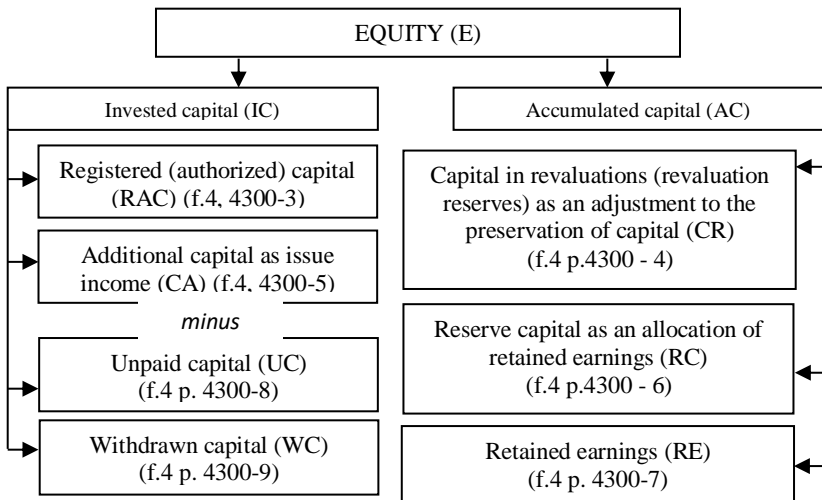 EQUITY (E)
Invested capital (IC)
Registered (authorized) capital
(RAC) (f.4, 4300-3)
Additional capital as issue
income (CA) (f.4, 4300-5)
minus
Unpaid capital (UC)
(f.4 p. 4300-8)
Withdrawn capital (WC)
(f.4 p. 4300-9)
Accumulated capital (AC)
Capital in revaluations (revaluation
reserves) as an adjustment to the
preservation of capital (CR)
(f.4 p.4300 - 4)
Reserve capital as an allocation of
retained earnings (RC)
(f.4 p.4300 - 6)
Retained earnings (RE)
(f.4 p. 4300-7)